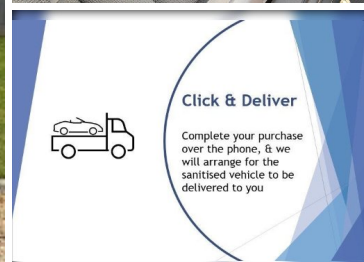 Click & Deliver
Complete your purchase
over the phone, & we
will arrange for the
sanitised vehicle to be
delivered to you